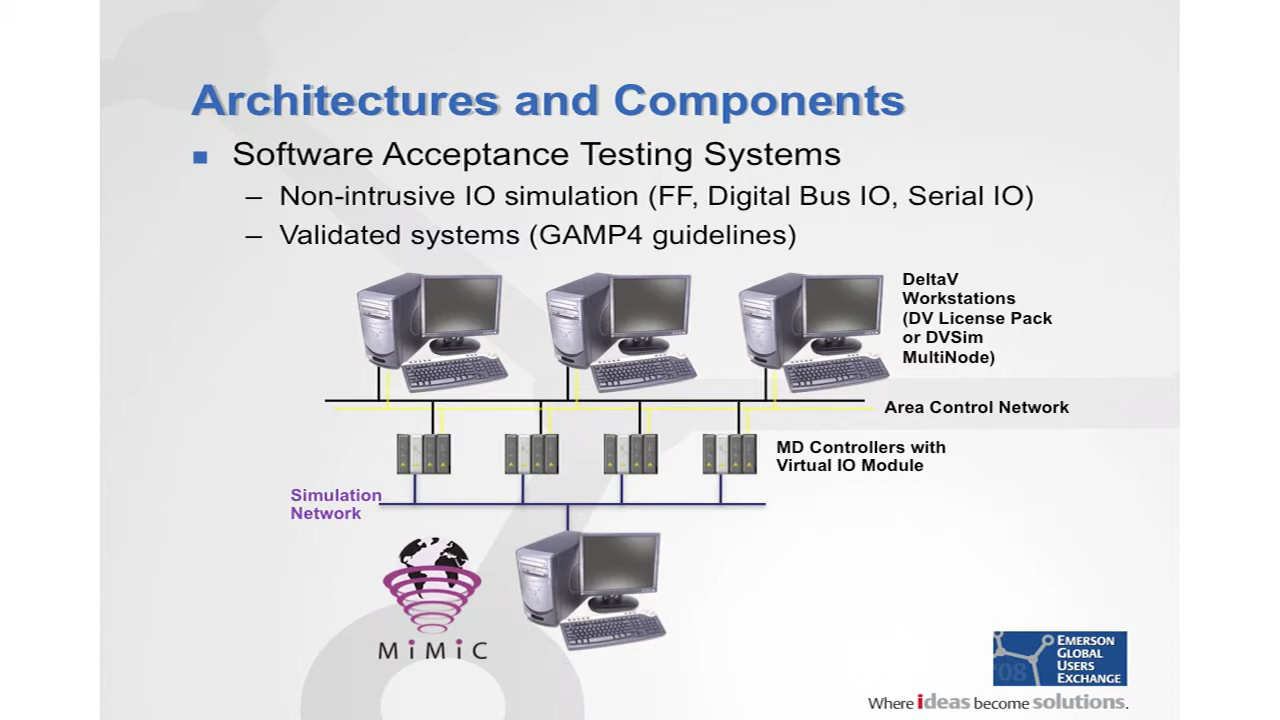 Architectures and Components
Software Acceptance Testing Systems
– Non-intrusive IO simulation (FF, Digital Bus IO, Serial IO)
– Validated systems (GAMP4 guidelines)
DeltaV
Workstations
(DV License Pack
or DVSim
MultiNode)
Area Control Network
MD Controllers with
Virtual IO Module
Simulation
Network
MiMiC
EMERSON
GLOBAL
USERS
EXCHANGE
'08
Where ideas become solutions.